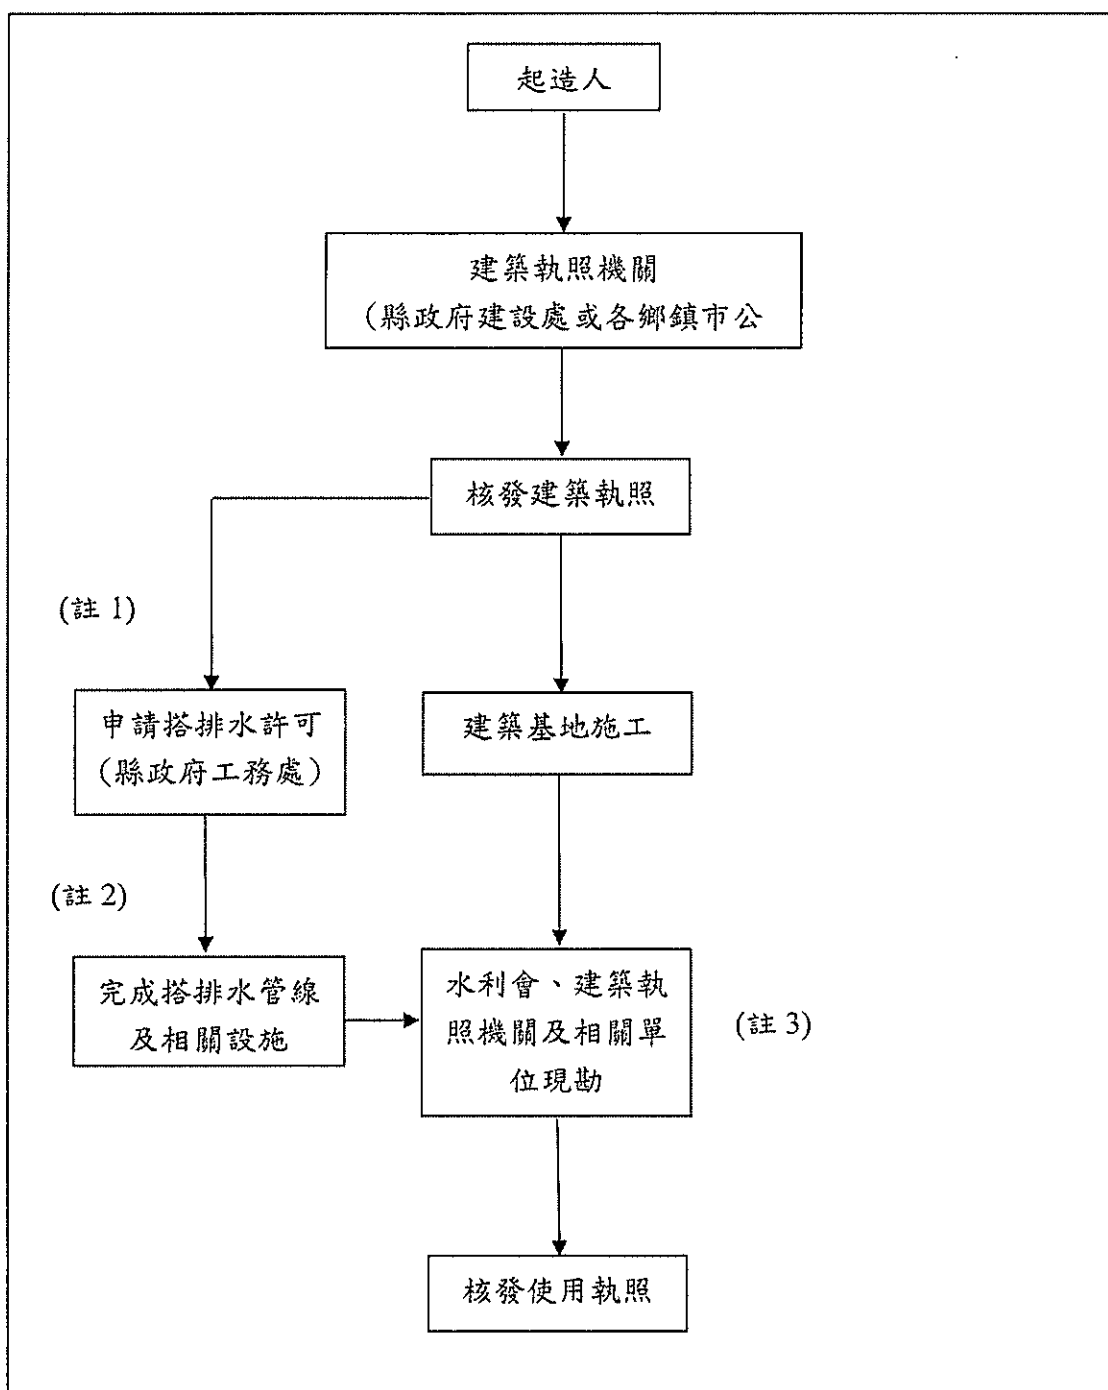 起造人
建築執照機關
(縣政府建設處或各鄉鎮市公
核發建築執照
(註 1)
申請搭排水許可
(縣政府工務處)
建築基地施工
(註 2)
完成搭排水管線
及相關設施
水利會、建築執
照機關及相關單
位現勘
(註 3)
核發使用執照